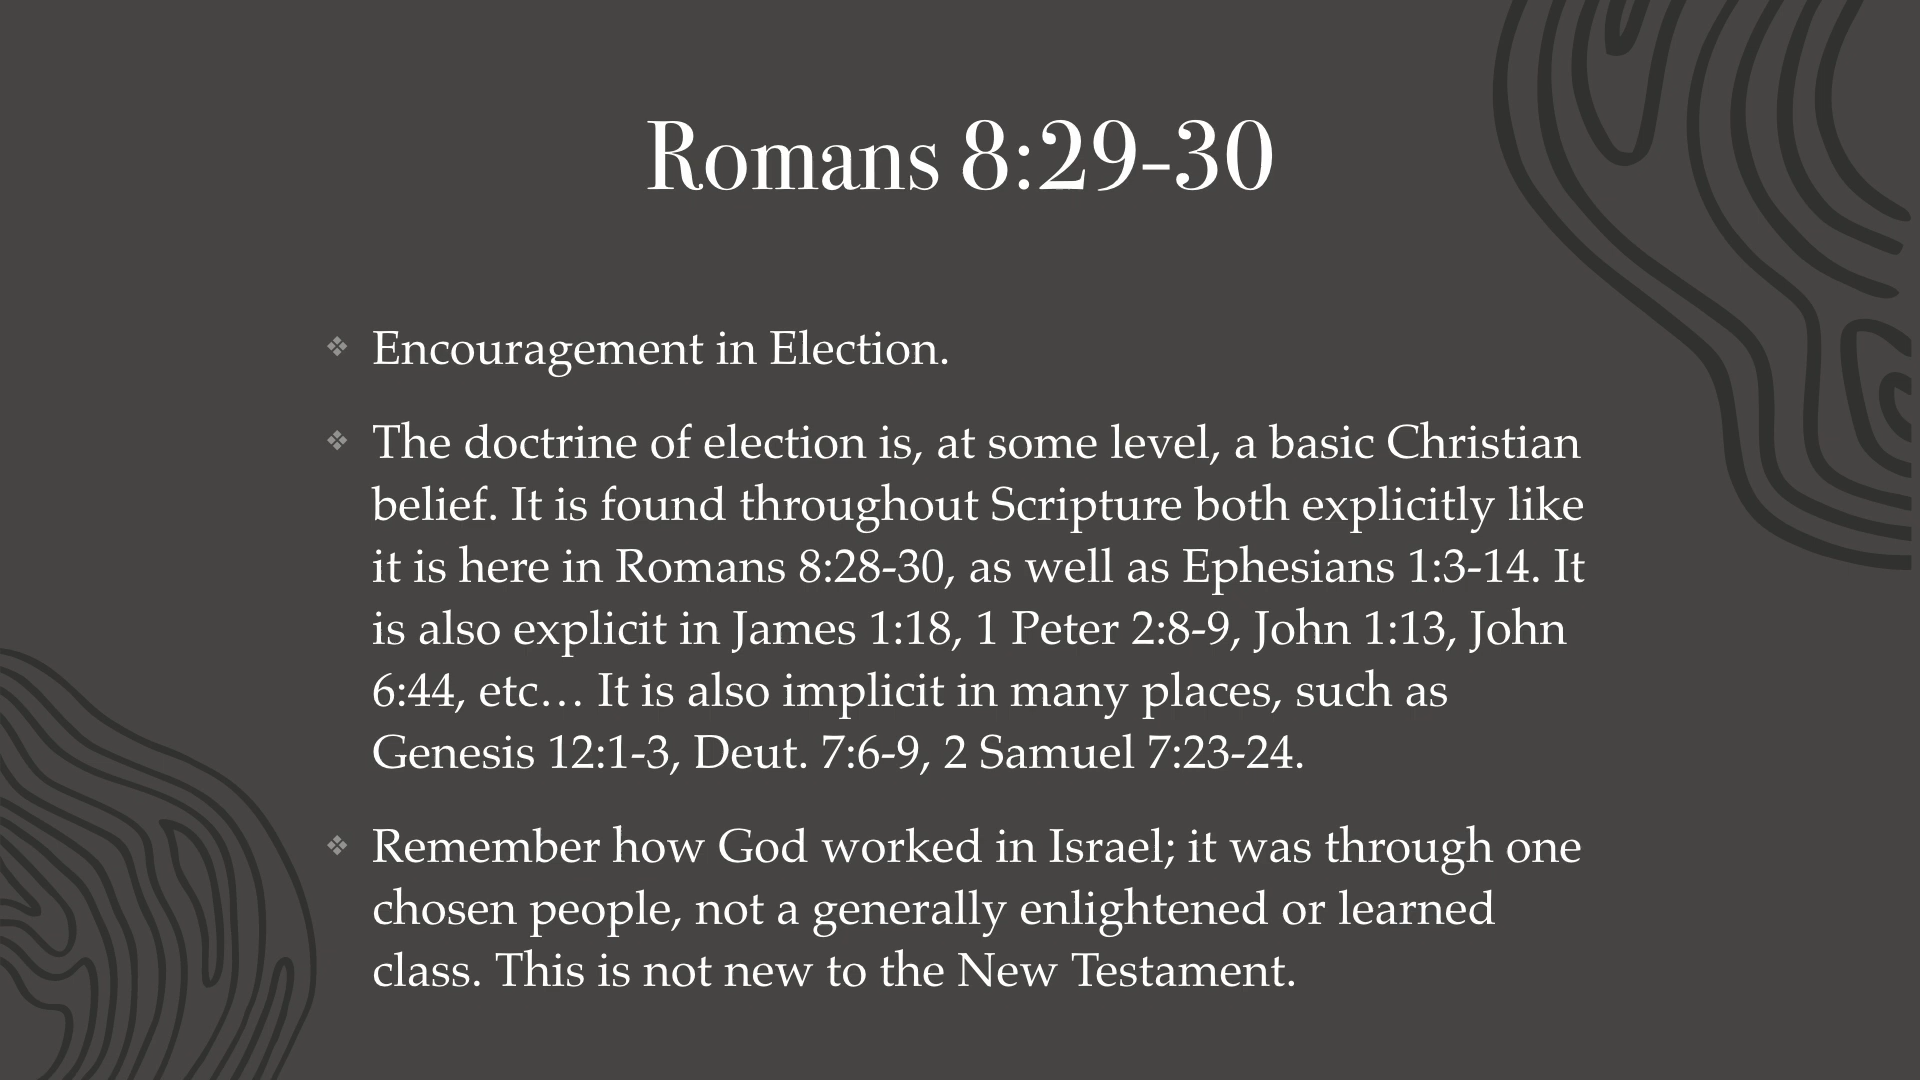 Romans 8:29-30
Encouragement in Election.
The doctrine of election is, at some level, a basic Christian
belief. It is found throughout Scripture both explicitly like
it is here in Romans 8:28-30, as well as Ephesians 1:3-14. It
is also explicit in James 1:18, 1 Peter 2:8-9, John 1:13, John
6:44, etc… It is also implicit in many places, such as
Genesis 12:1-3, Deut. 7:6-9, 2 Samuel 7:23-24.
Remember how God worked in Israel; it was through one
chosen people, not a generally enlightened or learned
class. This is not new to the New Testament.